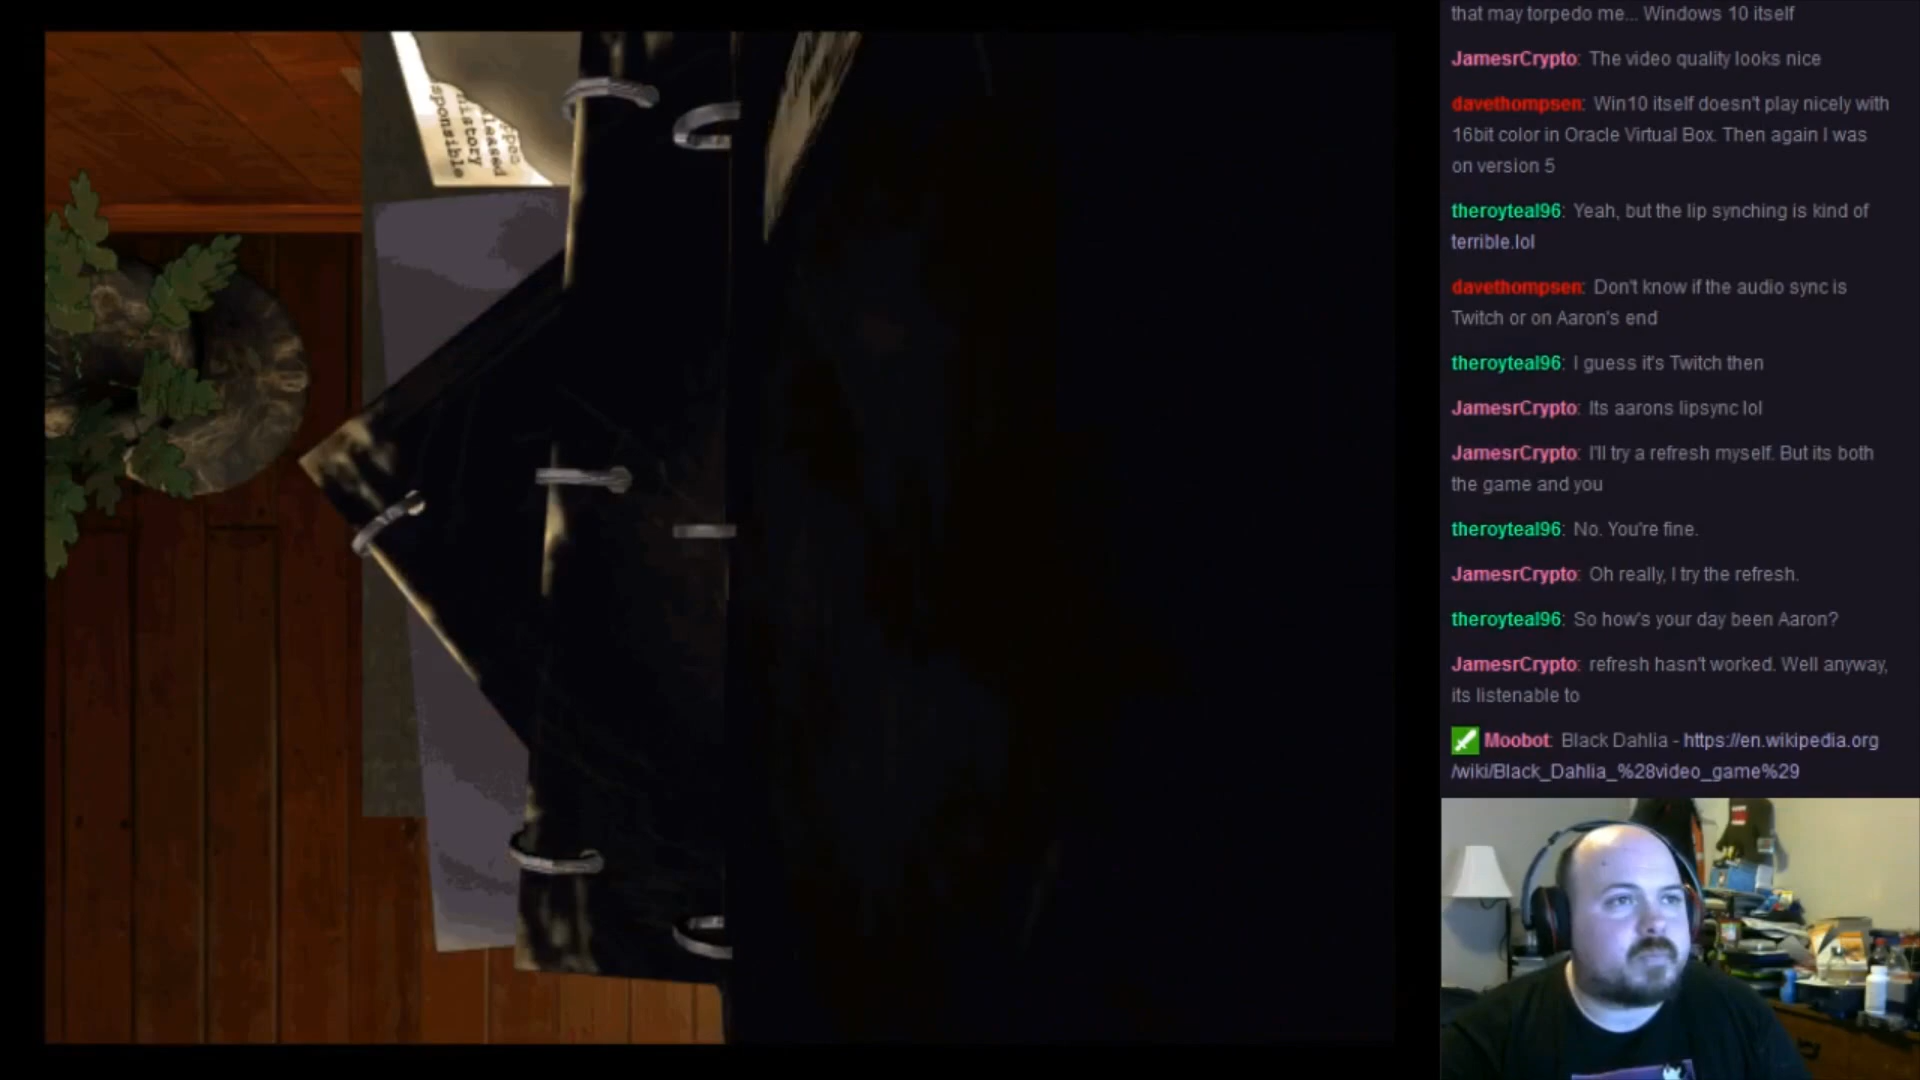 ppes
history
leased
sponsible
that may torpedo me... Windows 10 itself
JamesrCrypto: The video quality looks nice
davethompsen: Win10 itself doesn't play nicely with
16bit color in Oracle Virtual Box. Then again I was
on version 5
theroyteal96: Yeah, but the lip synching is kind of
terrible.lol
davethompsen: Don't know if the audio sync is
Twitch or on Aaron's end
theroyteal96: I guess it's Twitch then
JamesrCrypto: Its aarons lipsync lol
JamesrCrypto: I'll try a refresh myself. But its both
the game and you
theroyteal96: No. You're fine.
JamesrCrypto: Oh really, I try the refresh.
theroyteal96: So how's your day been Aaron?
JamesrCrypto: refresh hasn't worked. Well anyway,
its listenable to
Moobot: Black Dahlia - https://en.wikipedia.org
/wiki/Black_Dahlia_%28video_game%29